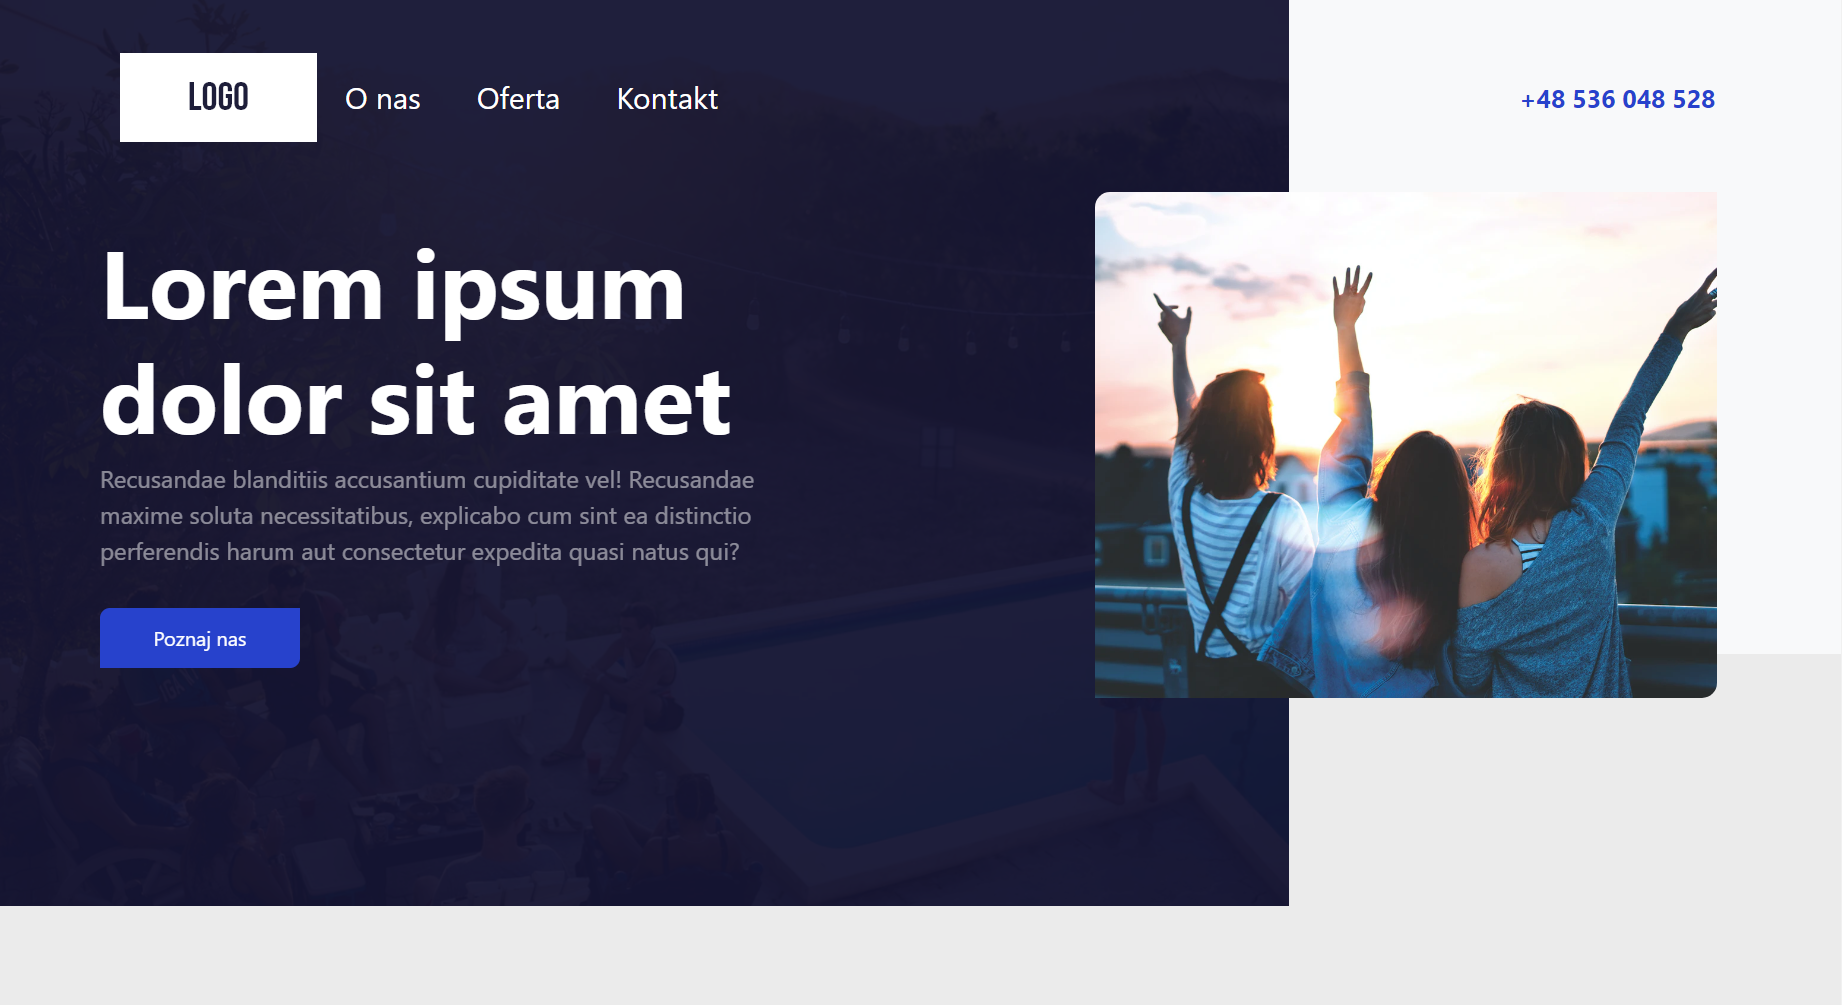 LOGO
O nas
Oferta
Kontakt
+48 536 048 528
Lorem ipsum
dolor sit amet
Recusandae blanditiis accusantium cupiditate vel! Recusandae
maxime soluta necessitatibus, explicabo cum sint ea distinctio
perferendis harum aut consectetur expedita quasi natus qui?
Poznaj nas